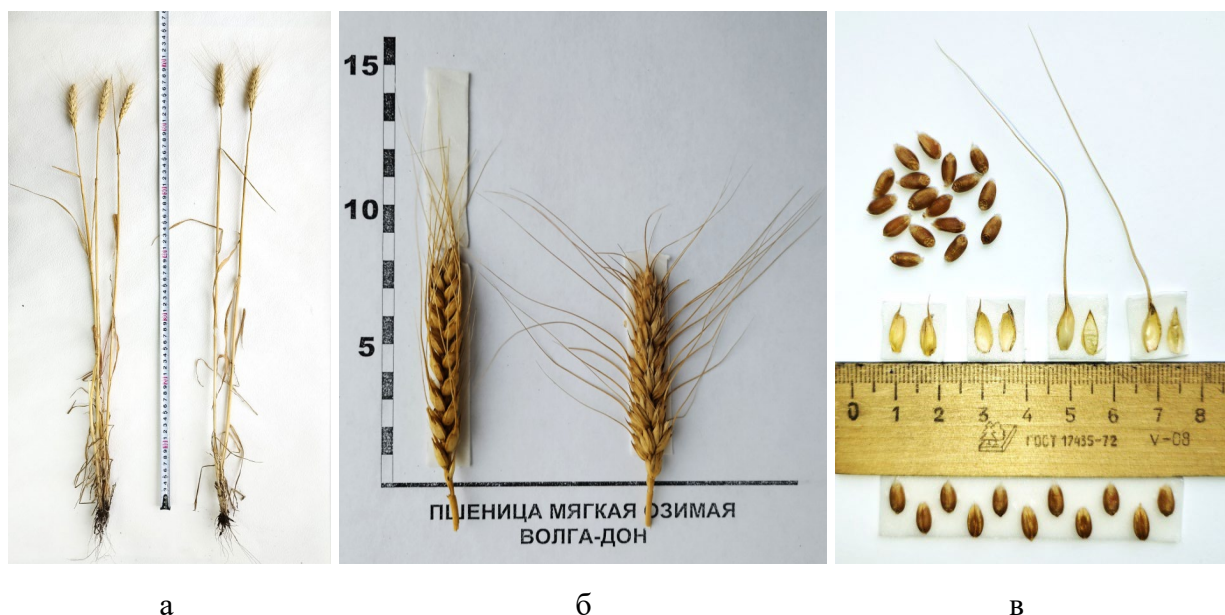 15
10
5
ПШЕНИЦА МЯГКАЯ ОЗИМАЯ
ВОЛГА-ДОН
0 1 2 3 4 5 6 7 8
ГОСТ 17435-72 V-08
а б в